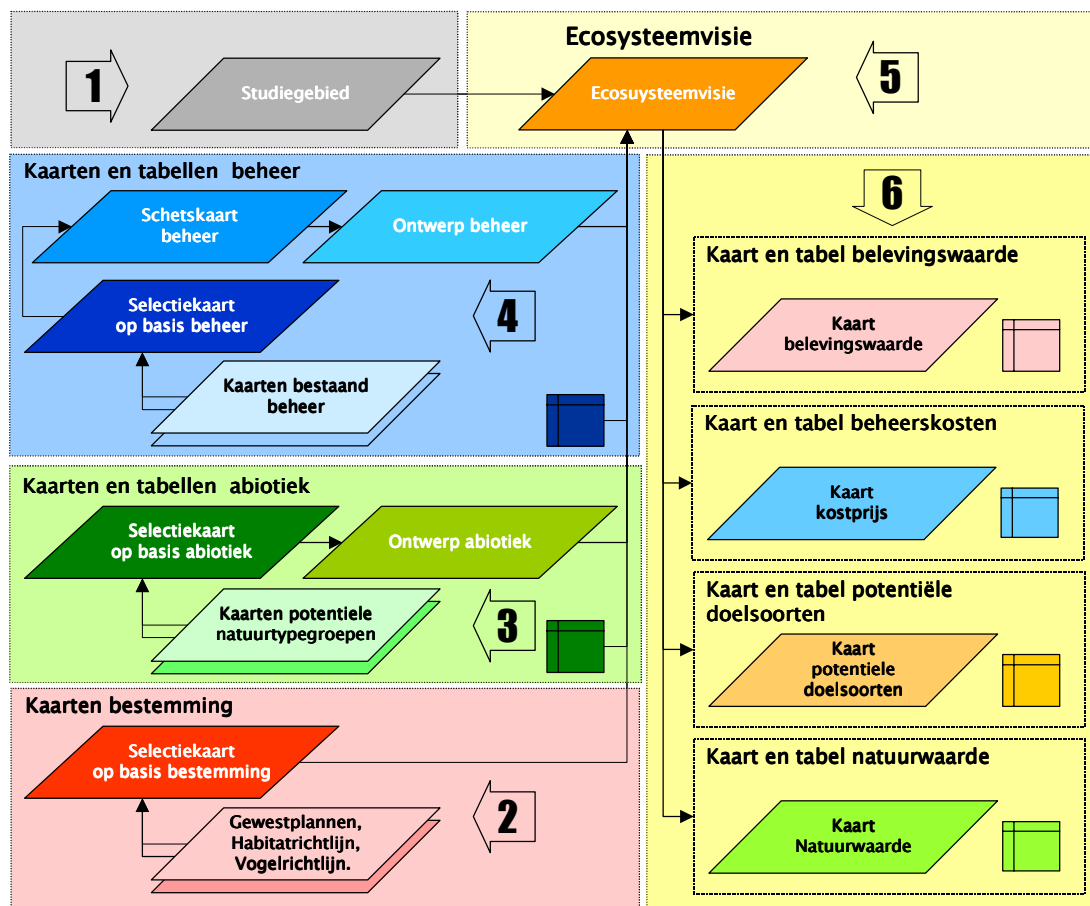 1
Studiegebied
Ecosysteemvisie
Ecosuysteemvisie
5
Kaarten en tabellen beheer
Schetskaart
beheer
Ontwerp beheer
Selectiekaart
op basis beheer
4
Kaarten bestaand
beheer
Kaarten en tabellen abiotiek
Selectiekaart
op basis abiotiek
Ontwerp abiotiek
Kaarten potentiele
natuurtypegroepen
3
Kaarten bestemming
Selectiekaart
op basis bestemming
2
Gewestplannen,
Habitatrichtlijn,
Vogelrichtlijn.
6
Kaart en tabel belevingswaarde
Kaart
belevingswaarde
Kaart en tabel beheerskosten
Kaart
kostprijs
Kaart en tabel potentiële
doelsoorten
Kaart
potentiele
doelsoorten
Kaart en tabel natuurwaarde
Kaart
Natuurwaarde